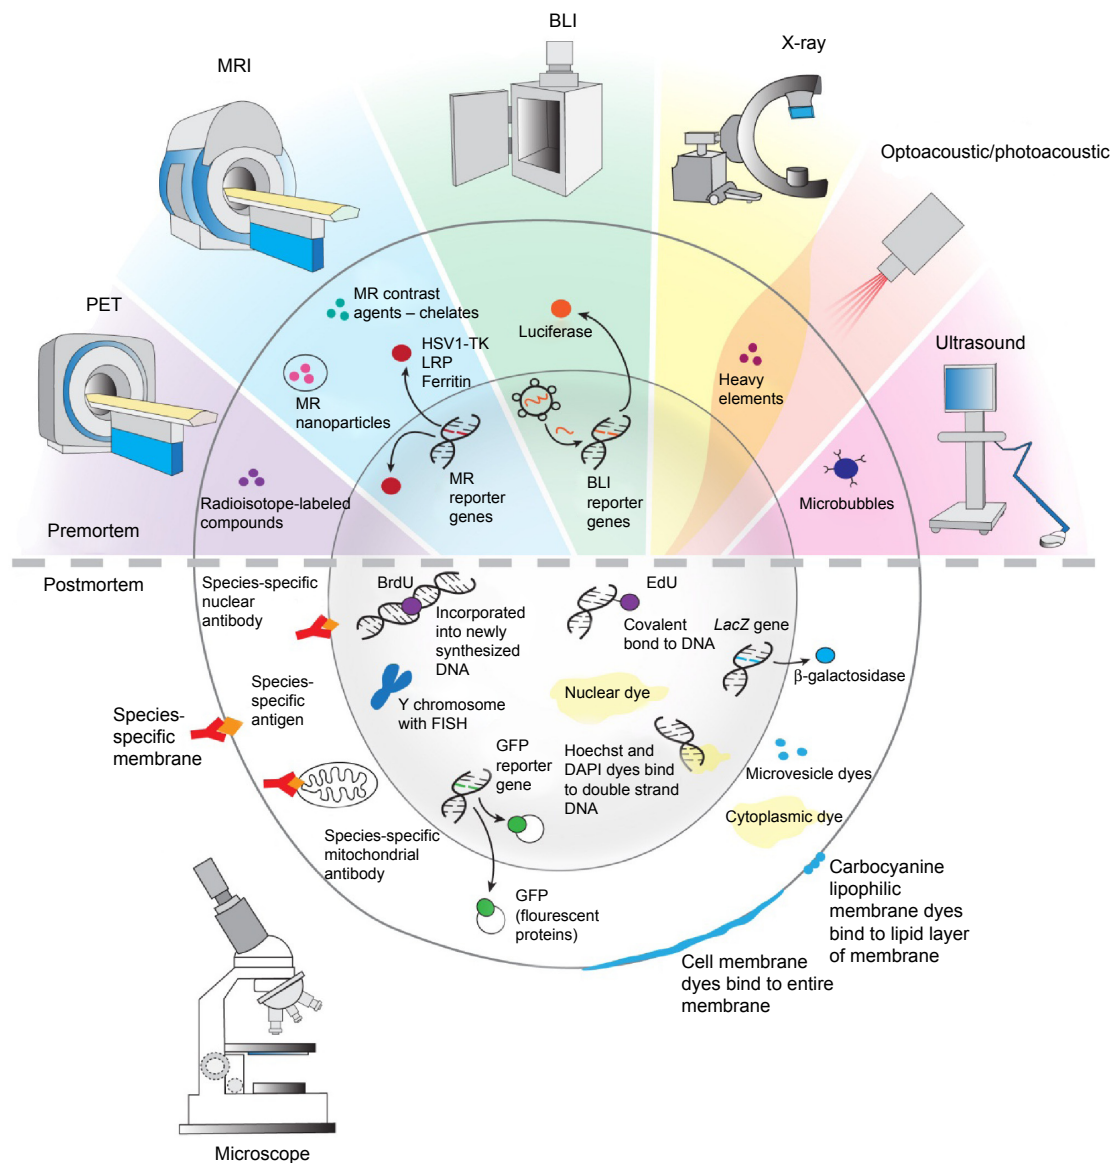 BLI
X-ray
MRI
Optoacoustic/photoacoustic
PET
Ultrasound
MR contrast
agents – chelates
HSV1-TK
LRP
Ferritin
MR
nanoparticles
Luciferase
Heavy
elements
Radioisotope-labeled
compounds
MR
reporter
genes
BLI
reporter
genes
Microbubbles
Premortem
Postmortem
Species-specific
nuclear
antibody
BrdU
Incorporated
into newly
synthesized
DNA
EdU
Covalent
bond to DNA
LacZ gene
β-galactosidase
Species-
specific
antigen
Species-
specific
membrane
Y chromosome
with FISH
Nuclear dye
GFP
reporter
gene
Hoechst and
DAPI dyes bind
to double strand
DNA
Microvesicle dyes
Cytoplasmic dye
Species-specific
mitochondrial
antibody
GFP
(flourescent
proteins)
Carbocyanine
lipophilic
membrane dyes
bind to lipid layer
of membrane
Cell membrane
dyes bind to entire
membrane
Microscope